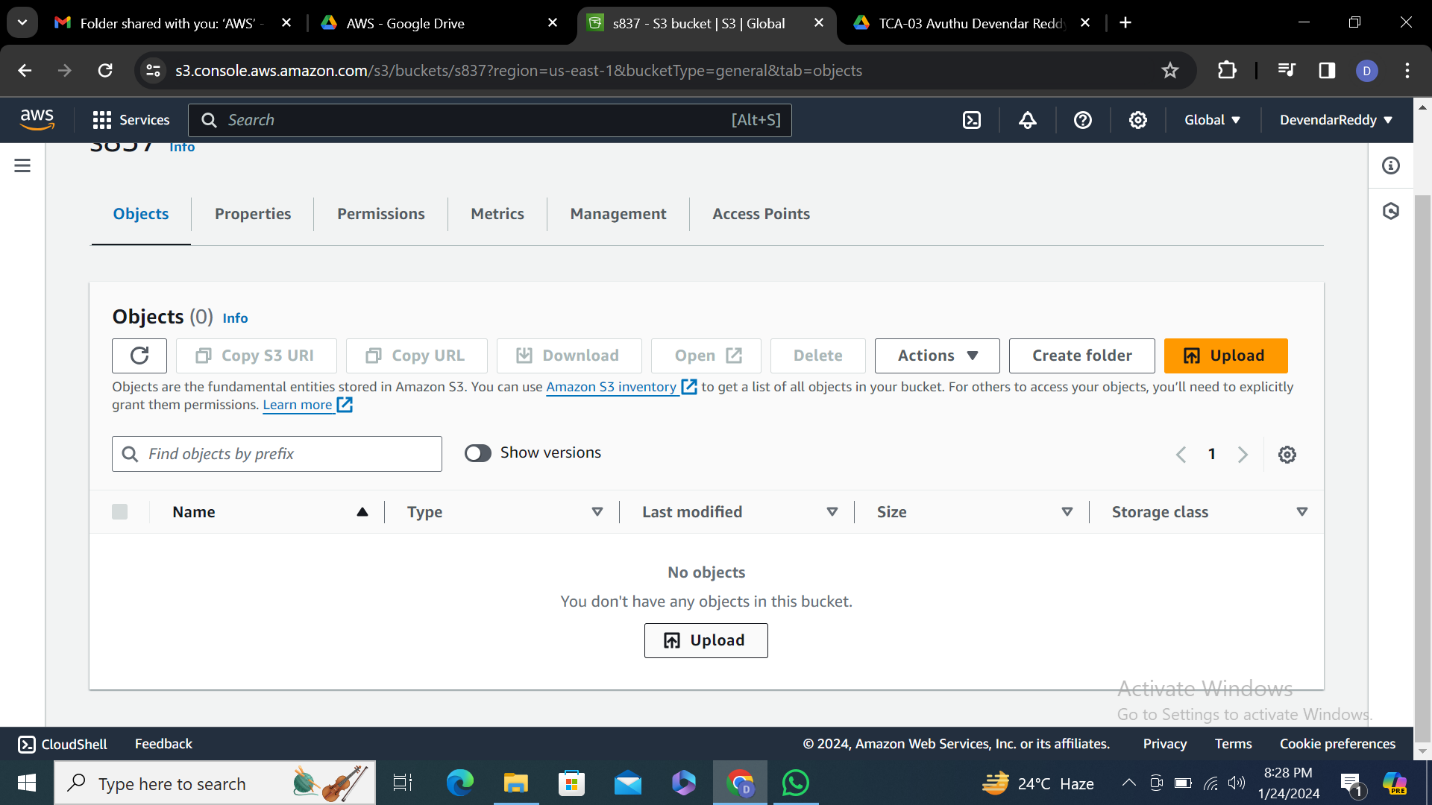 Folder shared with you: 'AWS' -
AWS - Google Drive
s837 - S3 bucket | S3 | Global
TCA-03 Avuthu Devendar Reddy
s3.console.aws.amazon.com/s3/buckets/s837?region=us-east-1&bucketType=general&tab=objects
D
aws
Services
Search
[Alt+S]
Global
DevendarReddy
s837 Info
Objects
Properties
Permissions
Metrics
Management
Access Points
Objects (0) Info
Copy S3 URI
Copy URL
Download
Open
Delete
Actions
Create folder
Upload
Objects are the fundamental entities stored in Amazon S3. You can use Amazon S3 inventory to get a list of all objects in your bucket. For others to access your objects, you'll need to explicitly
grant them permissions. Learn more
Find objects by prefix
Show versions
1
Name
Type
Last modified
Size
Storage class
No objects
You don't have any objects in this bucket.
Upload
Activate Windows
Go to Settings to activate Windows.
CloudShell
Feedback
© 2024, Amazon Web Services, Inc. or its affiliates.
Privacy
Terms
Cookie preferences
Type here to search
D
24°C Haze
8:28 PM
1/24/2024
1
PRE